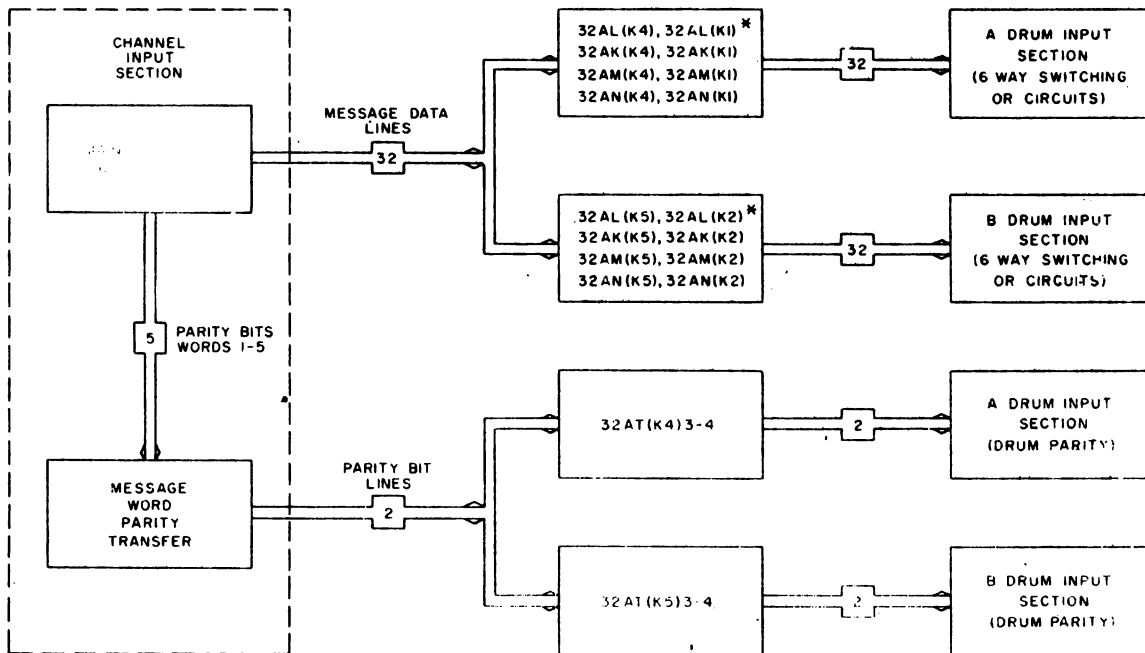 CHANNEL
INPUT
SECTION
MESSAGE DATA
LINES
32
5
PARITY BITS
WORDS 1-5
MESSAGE
WORD
PARITY
TRANSFER
PARITY BIT
LINES
2
32AL(K4), 32AL(K1)*
32AK(K4), 32AK(K1)
32AM(K4), 32AM(K1)
32AN(K4), 32AN(K1)
32
A DRUM INPUT
SECTION
(6 WAY SWITCHING
OR CIRCUITS)
32AL(K5), 32AL(K2)*
32AK(K5), 32AK(K2)
32AM(K5), 32AM(K2)
32AN(K5), 32AN(K2)
32
B DRUM INPUT
SECTION
(6 WAY SWITCHING
OR CIRCUITS)
32AT(K4)3-4
2
A DRUM INPUT
SECTION
(DRUM PARITY)
32AT(K5)3-4
2
B DRUM INPUT
SECTION
(DRUM PARITY)